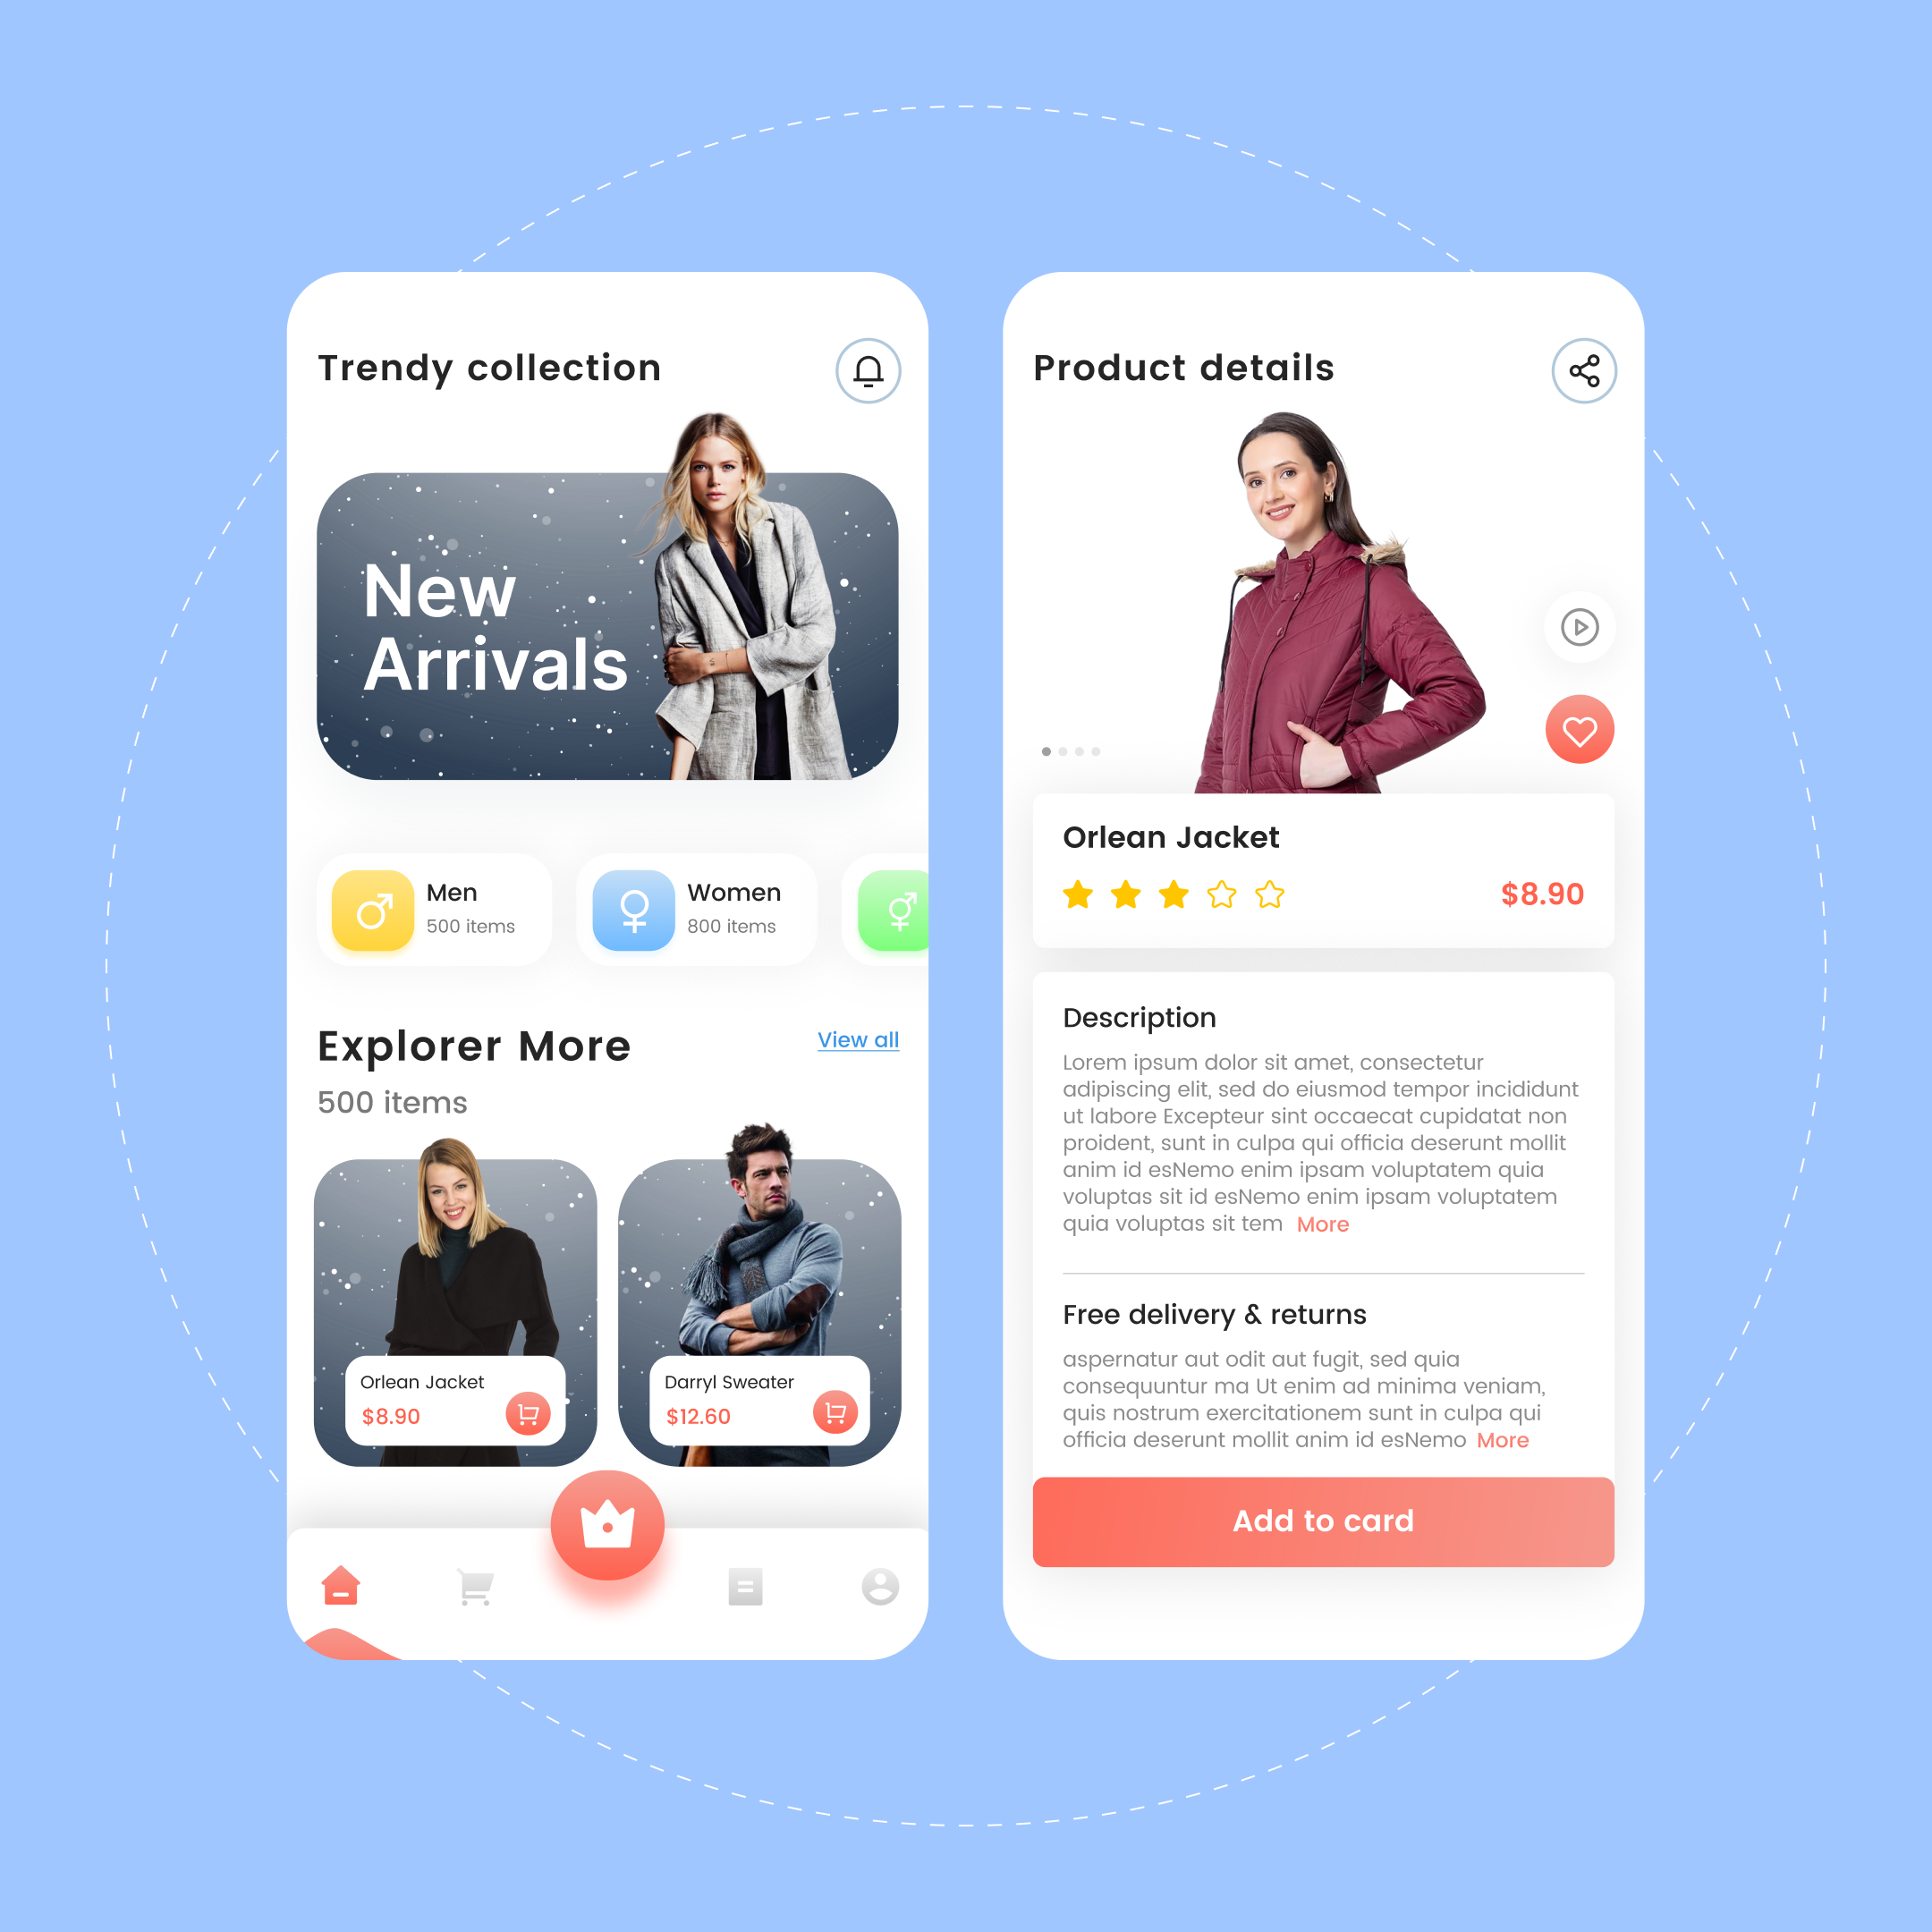 Trendy collection
New
Arrivals
Men
500 items
Women
800 items
Explorer More
View all
500 items
Orlean Jacket
$8.90
Darryl Sweater
$12.60
Product details
Orlean Jacket
$8.90
Description
Lorem ipsum dolor sit amet, consectetur
adipiscing elit, sed do eiusmod tempor incididunt
ut labore Excepteur sint occaecat cupidatat non
proident, sunt in culpa qui officia deserunt mollit
anim id esNemo enim ipsam voluptatem quia
voluptas sit id esNemo enim ipsam voluptatem
quia voluptas sit tem More
Free delivery & returns
aspernatur aut odit aut fugit, sed quia
consequuntur ma Ut enim ad minima veniam,
quis nostrum exercitationem sunt in culpa qui
officia deserunt mollit anim id esNemo More
Add to card